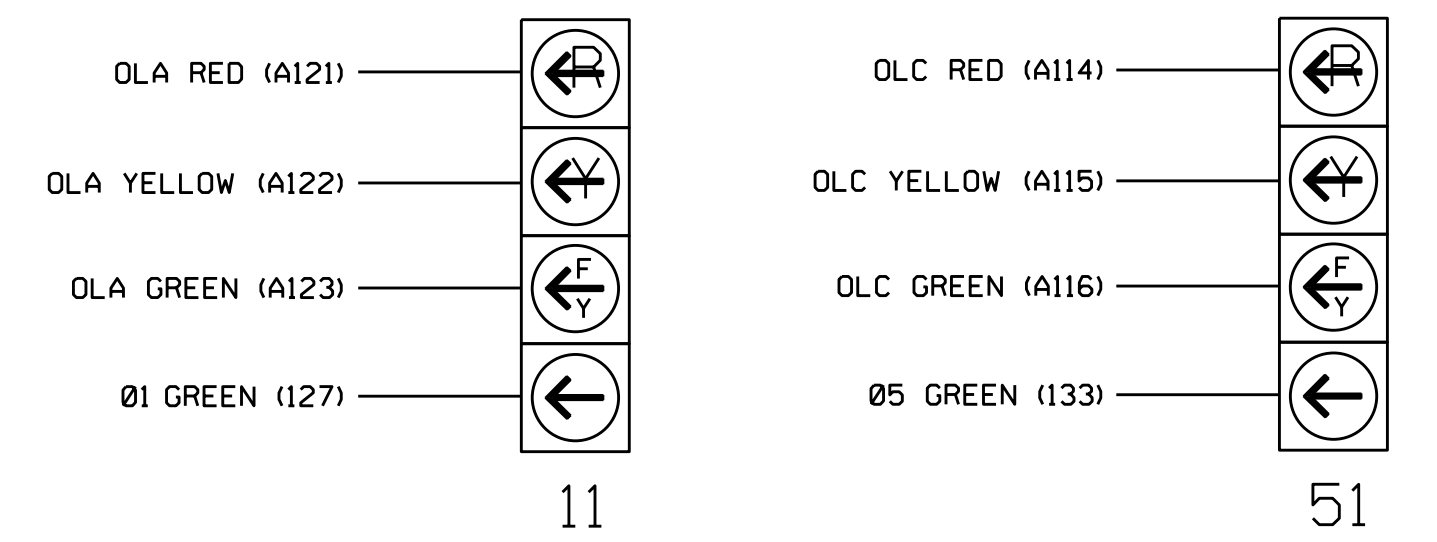 OLA RED (A121)
R
OLA YELLOW (A122)
Y
OLA GREEN (A123)
F
Y
Ø1 GREEN (127)
11
OLC RED (A114)
R
OLC YELLOW (A115)
Y
OLC GREEN (A116)
F
Y
Ø5 GREEN (133)
51